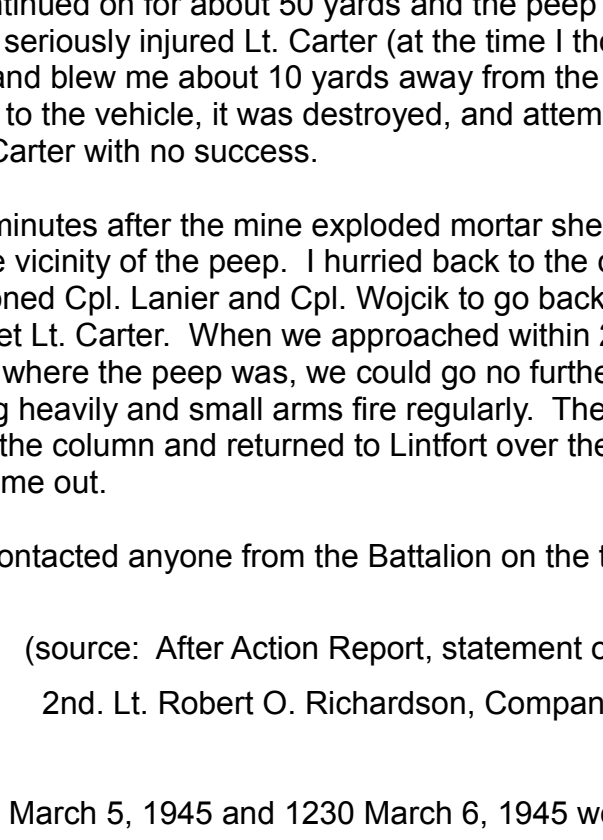 tinued on for about 50 yards and the peep
seriously injured Lt. Carter (at the time I tho
and blew me about 10 yards away from the
to the vehicle, it was destroyed, and attem
Carter with no success.
minutes after the mine exploded mortar she
e vicinity of the peep. I hurried back to the c
oned Cpl. Lanier and Cpl. Wojcik to go back
et Lt. Carter. When we approached within 2
where the peep was, we could go no furthe
g heavily and small arms fire regularly. The
the column and returned to Lintfort over the
me out.
ontacted anyone from the Battalion on the t
(source: After Action Report, statement o
2nd. Lt. Robert O. Richardson, Compan
March 5, 1945 and 1230 March 6, 1945 we